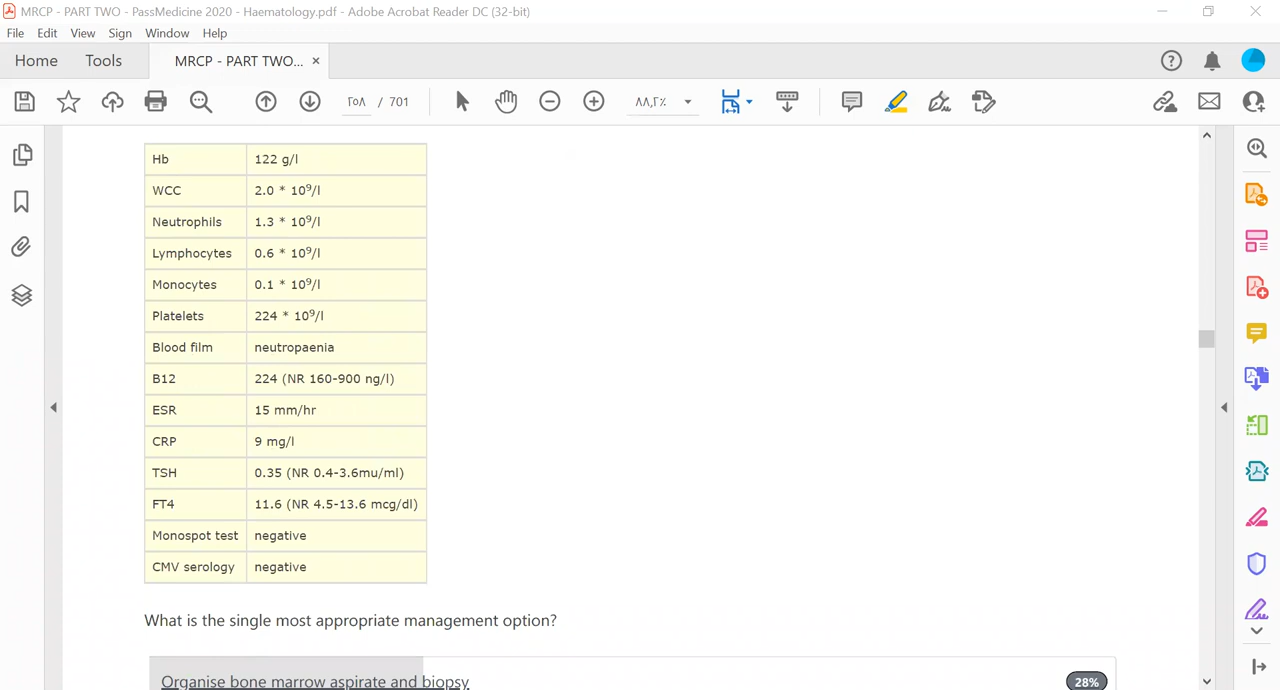 MRCP - PART TWO - PassMedicine 2020 - Haematology.pdf - Adobe Acrobat Reader DC (32-bit)
File Edit View Sign Window Help
Home Tools MRCP - PART TWO... ×
٢٥٨ / 701 ٨٨,٢٪
Hb 122 g/l
WCC 2.0 * 10⁹/l
Neutrophils 1.3 * 10⁹/l
Lymphocytes 0.6 * 10⁹/l
Monocytes 0.1 * 10⁹/l
Platelets 224 * 10⁹/l
Blood film neutropaenia
B12 224 (NR 160-900 ng/l)
ESR 15 mm/hr
CRP 9 mg/l
TSH 0.35 (NR 0.4-3.6mu/ml)
FT4 11.6 (NR 4.5-13.6 mcg/dl)
Monospot test negative
CMV serology negative
What is the single most appropriate management option?
Organise bone marrow aspirate and biopsy 28%